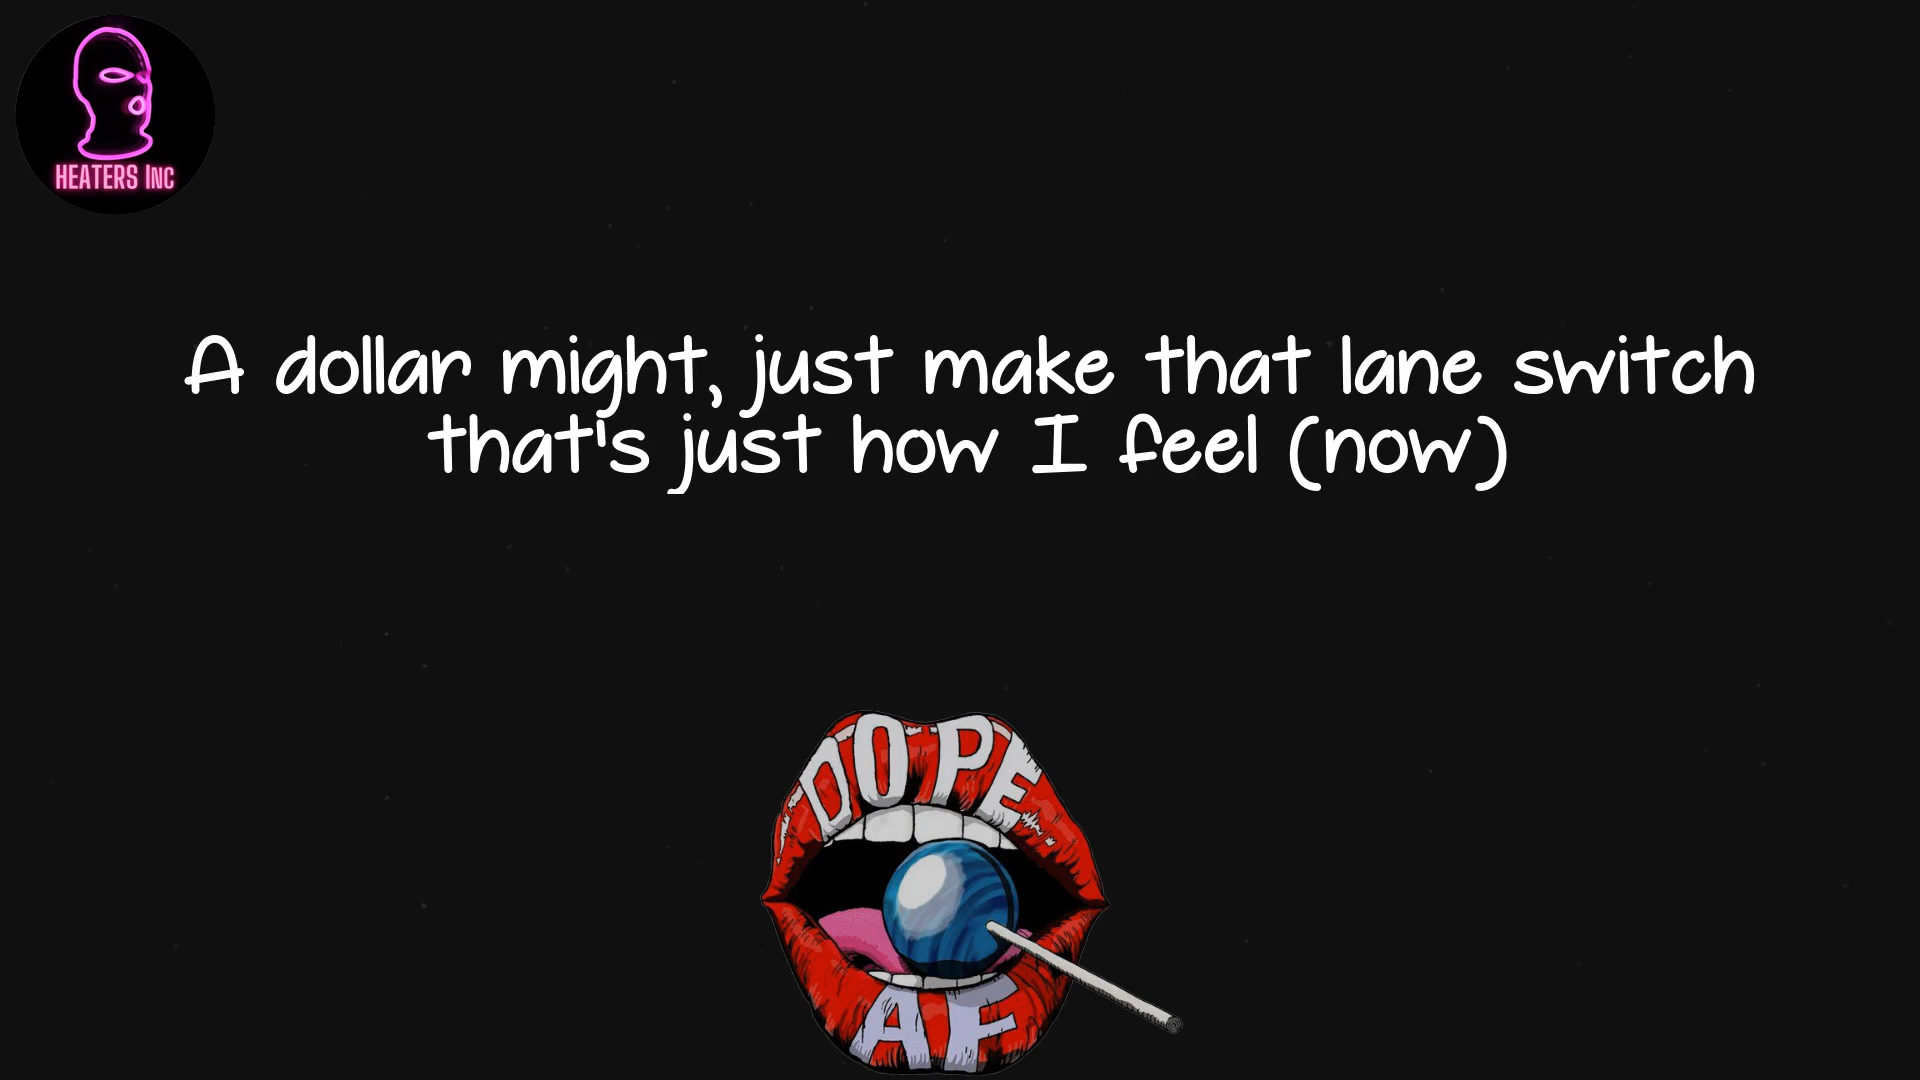 HEATERS INC
A dollar might, just make that lane switch
that's just how I feel (now)
DOPE
AF